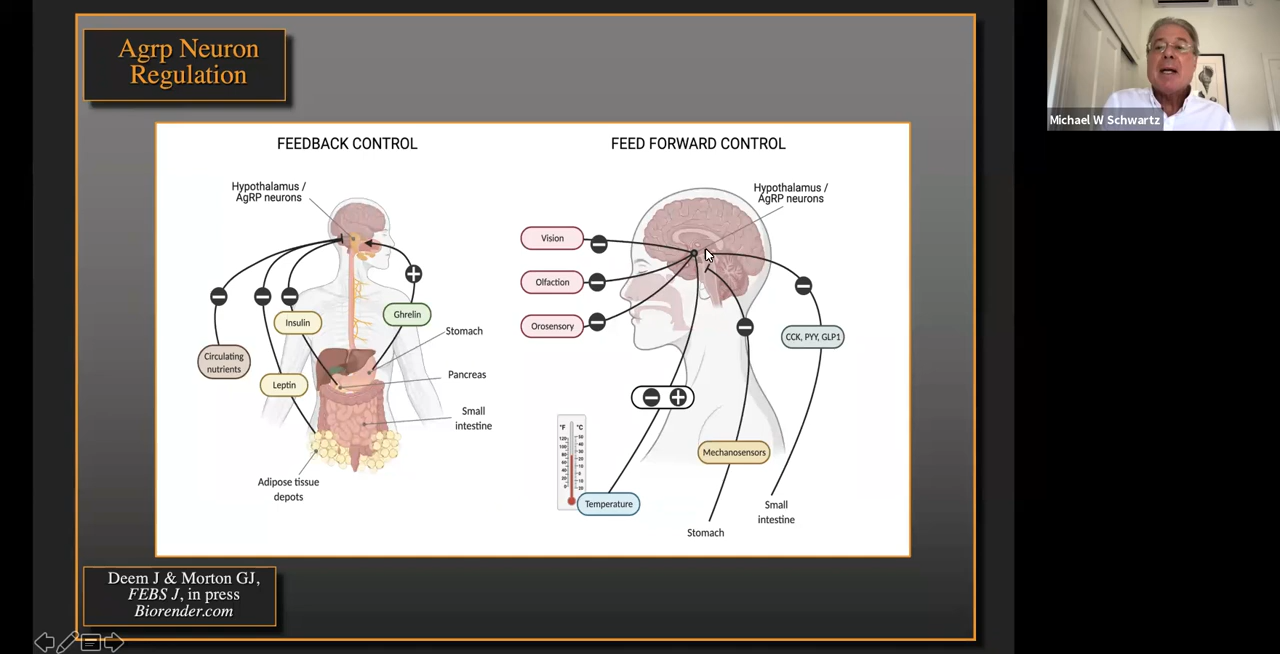 Agrp Neuron
Regulation
FEEDBACK CONTROL
Hypothalamus /
AgRP neurons
Insulin
Ghrelin
Circulating
nutrients
Leptin
Stomach
Pancreas
Small
intestine
Adipose tissue
depots
FEED FORWARD CONTROL
Hypothalamus /
AgRP neurons
Vision
Olfaction
Orosensory
CCK, PYY, GLP1
Mechanosensors
°F
°C
Temperature
Small
intestine
Stomach
Deem J & Morton GJ,
FEBS J, in press
Biorender.com
Michael W Schwartz